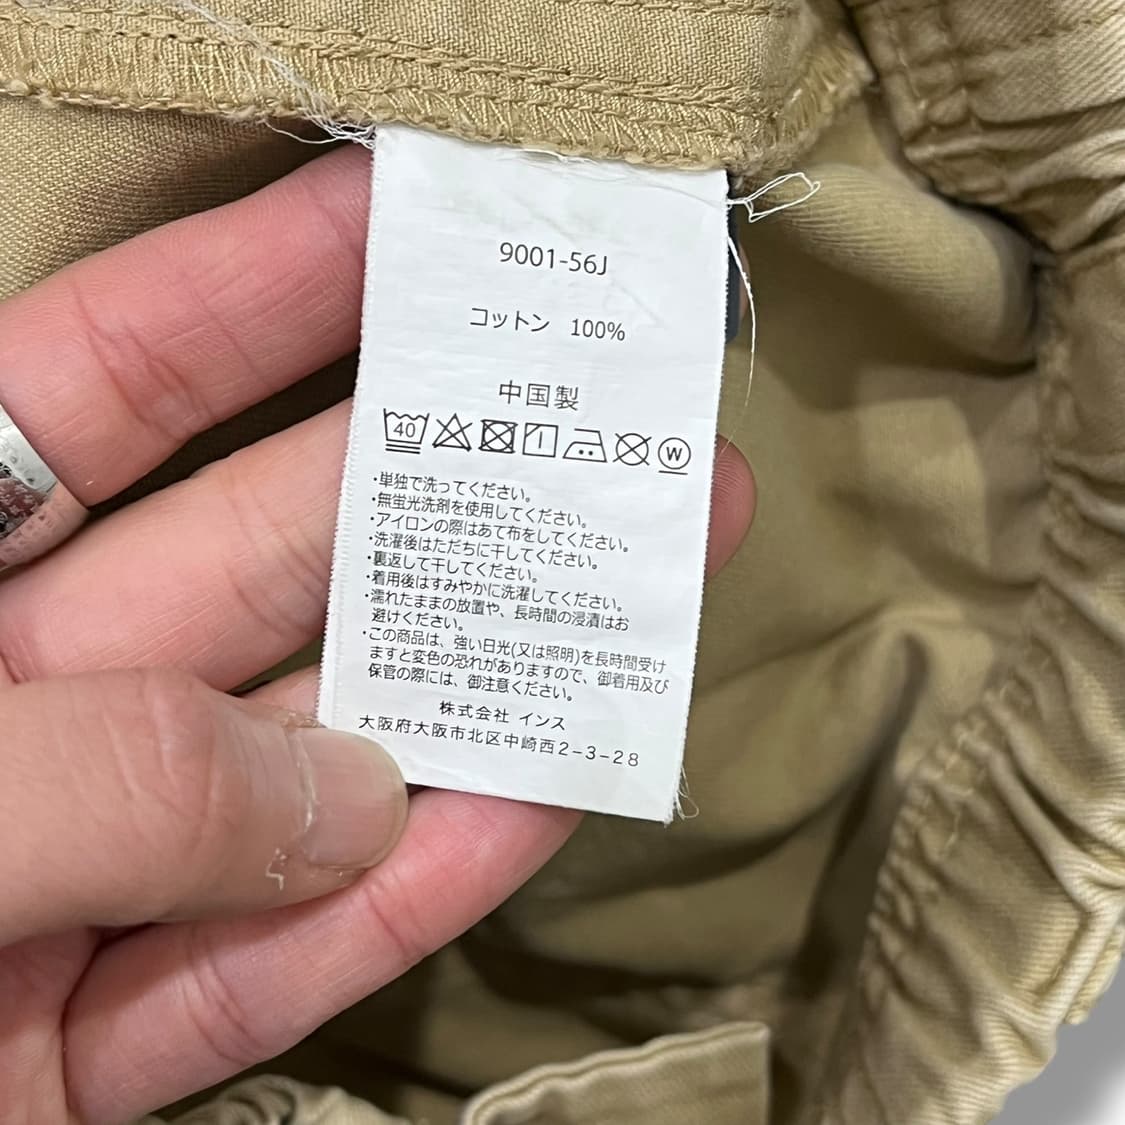 9001-56J
コットン 100%
中国製
40
W
・単独で洗ってください。
・無蛍光洗剤を使用してください。
・アイロンの際はあて布をしてください。
・洗濯後はただちに干してください。
・裏返して干してください。
・着用後はすみやかに洗濯してください。
・濡れたままの放置や、長時間の浸漬はお
避けください。
・この商品は、強い日光(又は照明)を長時間受け
ますと変色の恐れがありますので、御着用及び
保管の際には、御注意ください。
株式会社 インス
大阪府大阪市北区中崎西2-3-28